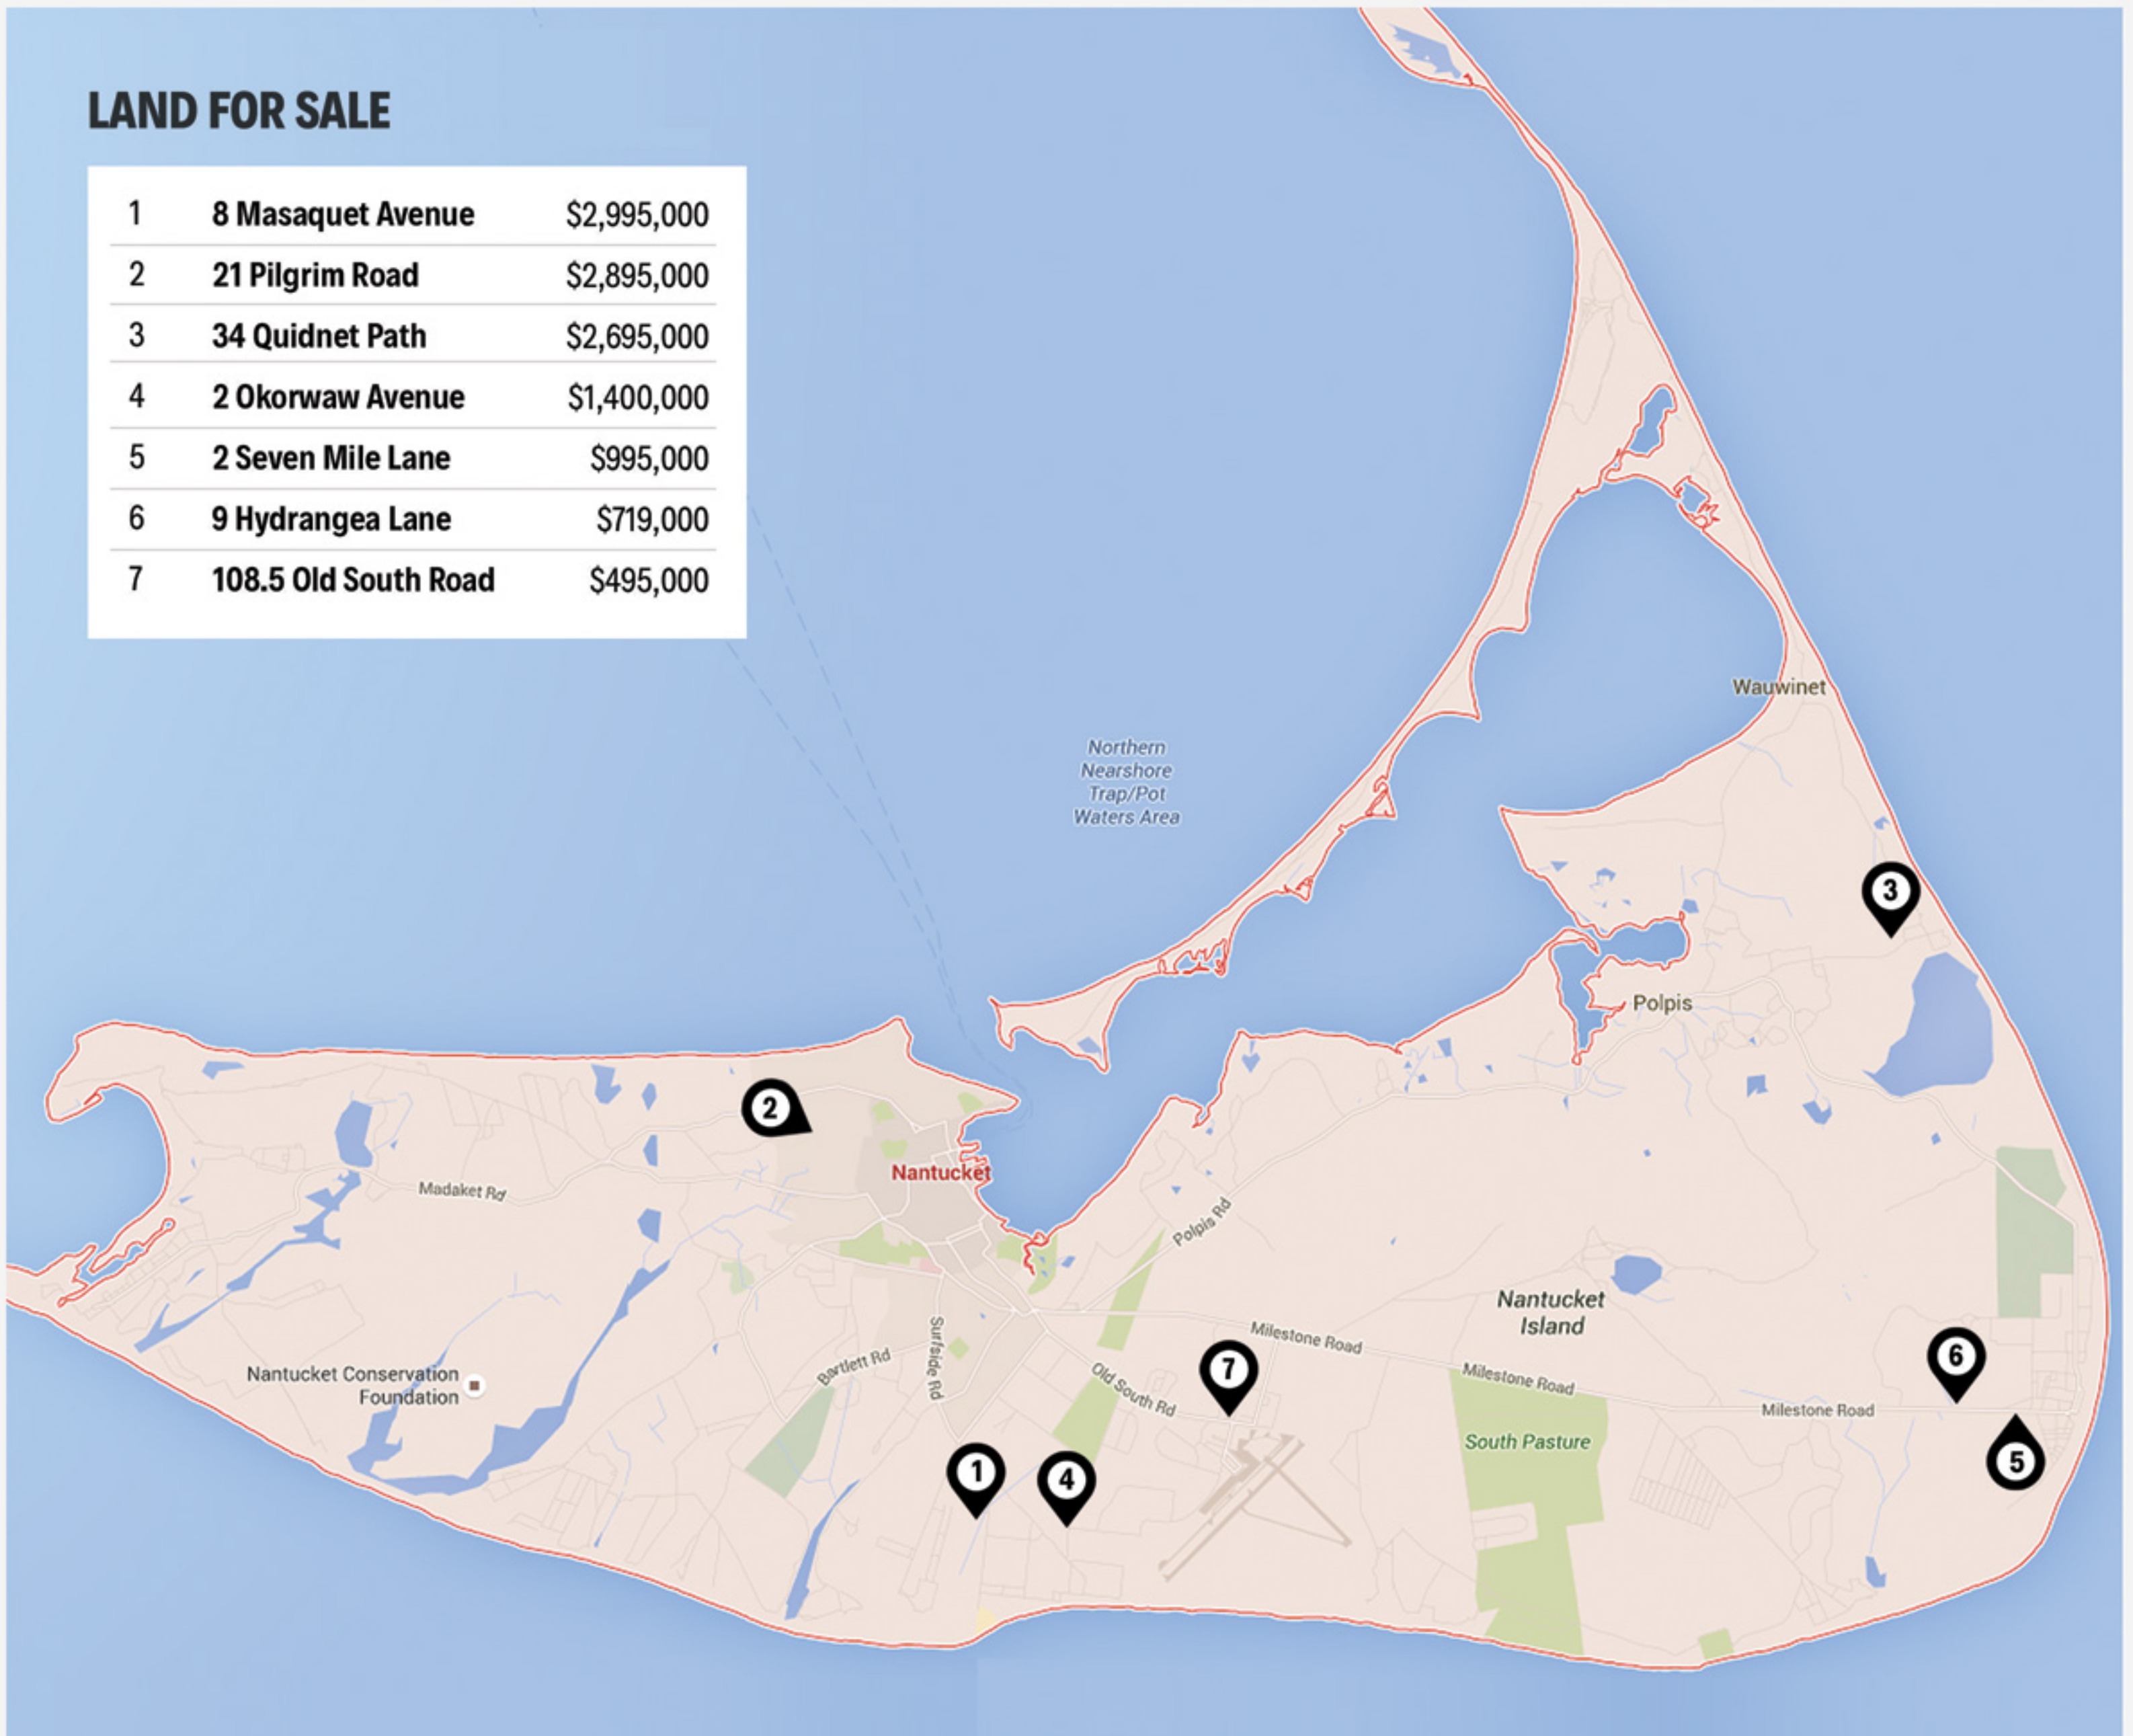 LAND FOR SALE
1 8 Masaquet Avenue $2,995,000
2 21 Pilgrim Road $2,895,000
3 34 Quidnet Path $2,695,000
4 2 Okorwaw Avenue $1,400,000
5 2 Seven Mile Lane $995,000
6 9 Hydrangea Lane $719,000
7 108.5 Old South Road $495,000
Wauwinet
Northern
Nearshore
Trap/Pot
Waters Area
3
Polpis
2
Nantucket
Madaket Rd
Polpis Rd
Nantucket
Island
Milestone Road
Surfside Rd
Bartlett Rd
Nantucket Conservation
Foundation
Old South Rd
7
Milestone Road
6
Milestone Road
South Pasture
5
1
4